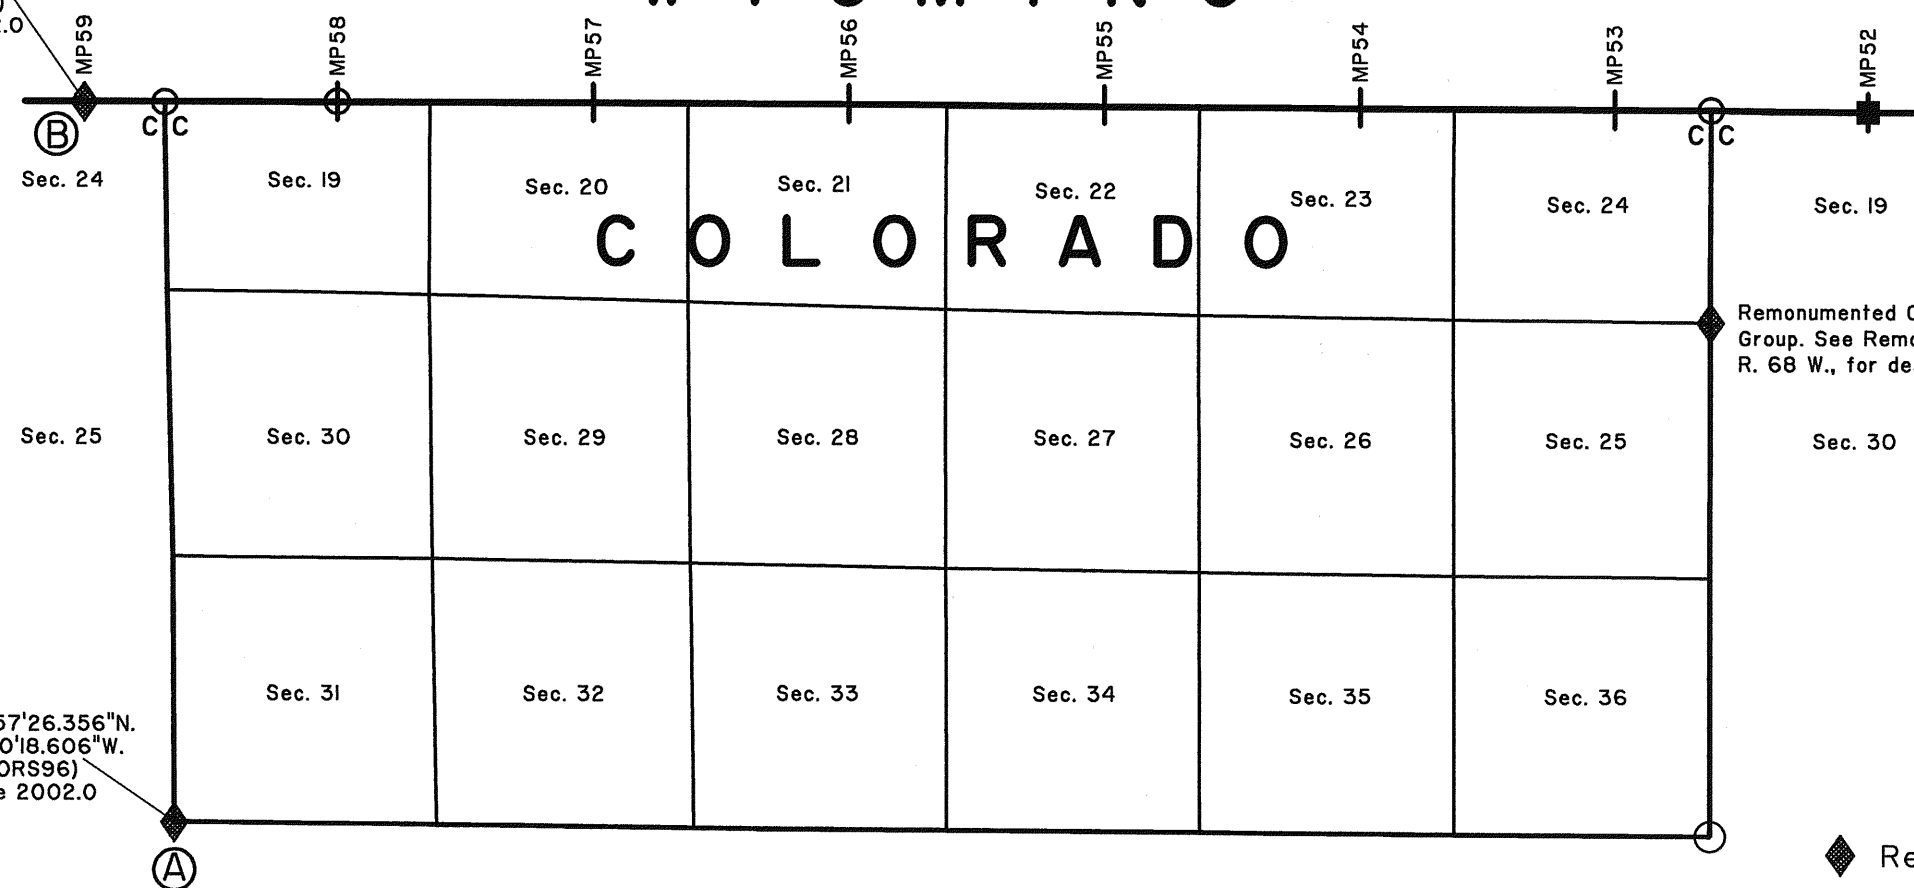 MP59
MP58
MP57
MP56
MP55
MP54
MP53
MP52
B
C C
C C
Sec. 24
Sec. 19
Sec. 20
Sec. 21
Sec. 22
Sec. 23
Sec. 24
Sec. 19
COLORADO
Remonumented
Group. See
R. 68 W., for
Sec. 25
Sec. 30
Sec. 29
Sec. 28
Sec. 27
Sec. 26
Sec. 25
Sec. 30
Sec. 31
Sec. 32
Sec. 33
Sec. 34
Sec. 35
Sec. 36
57'26.356"N.
0'18.606"W.
ORS96)
2002.0
A